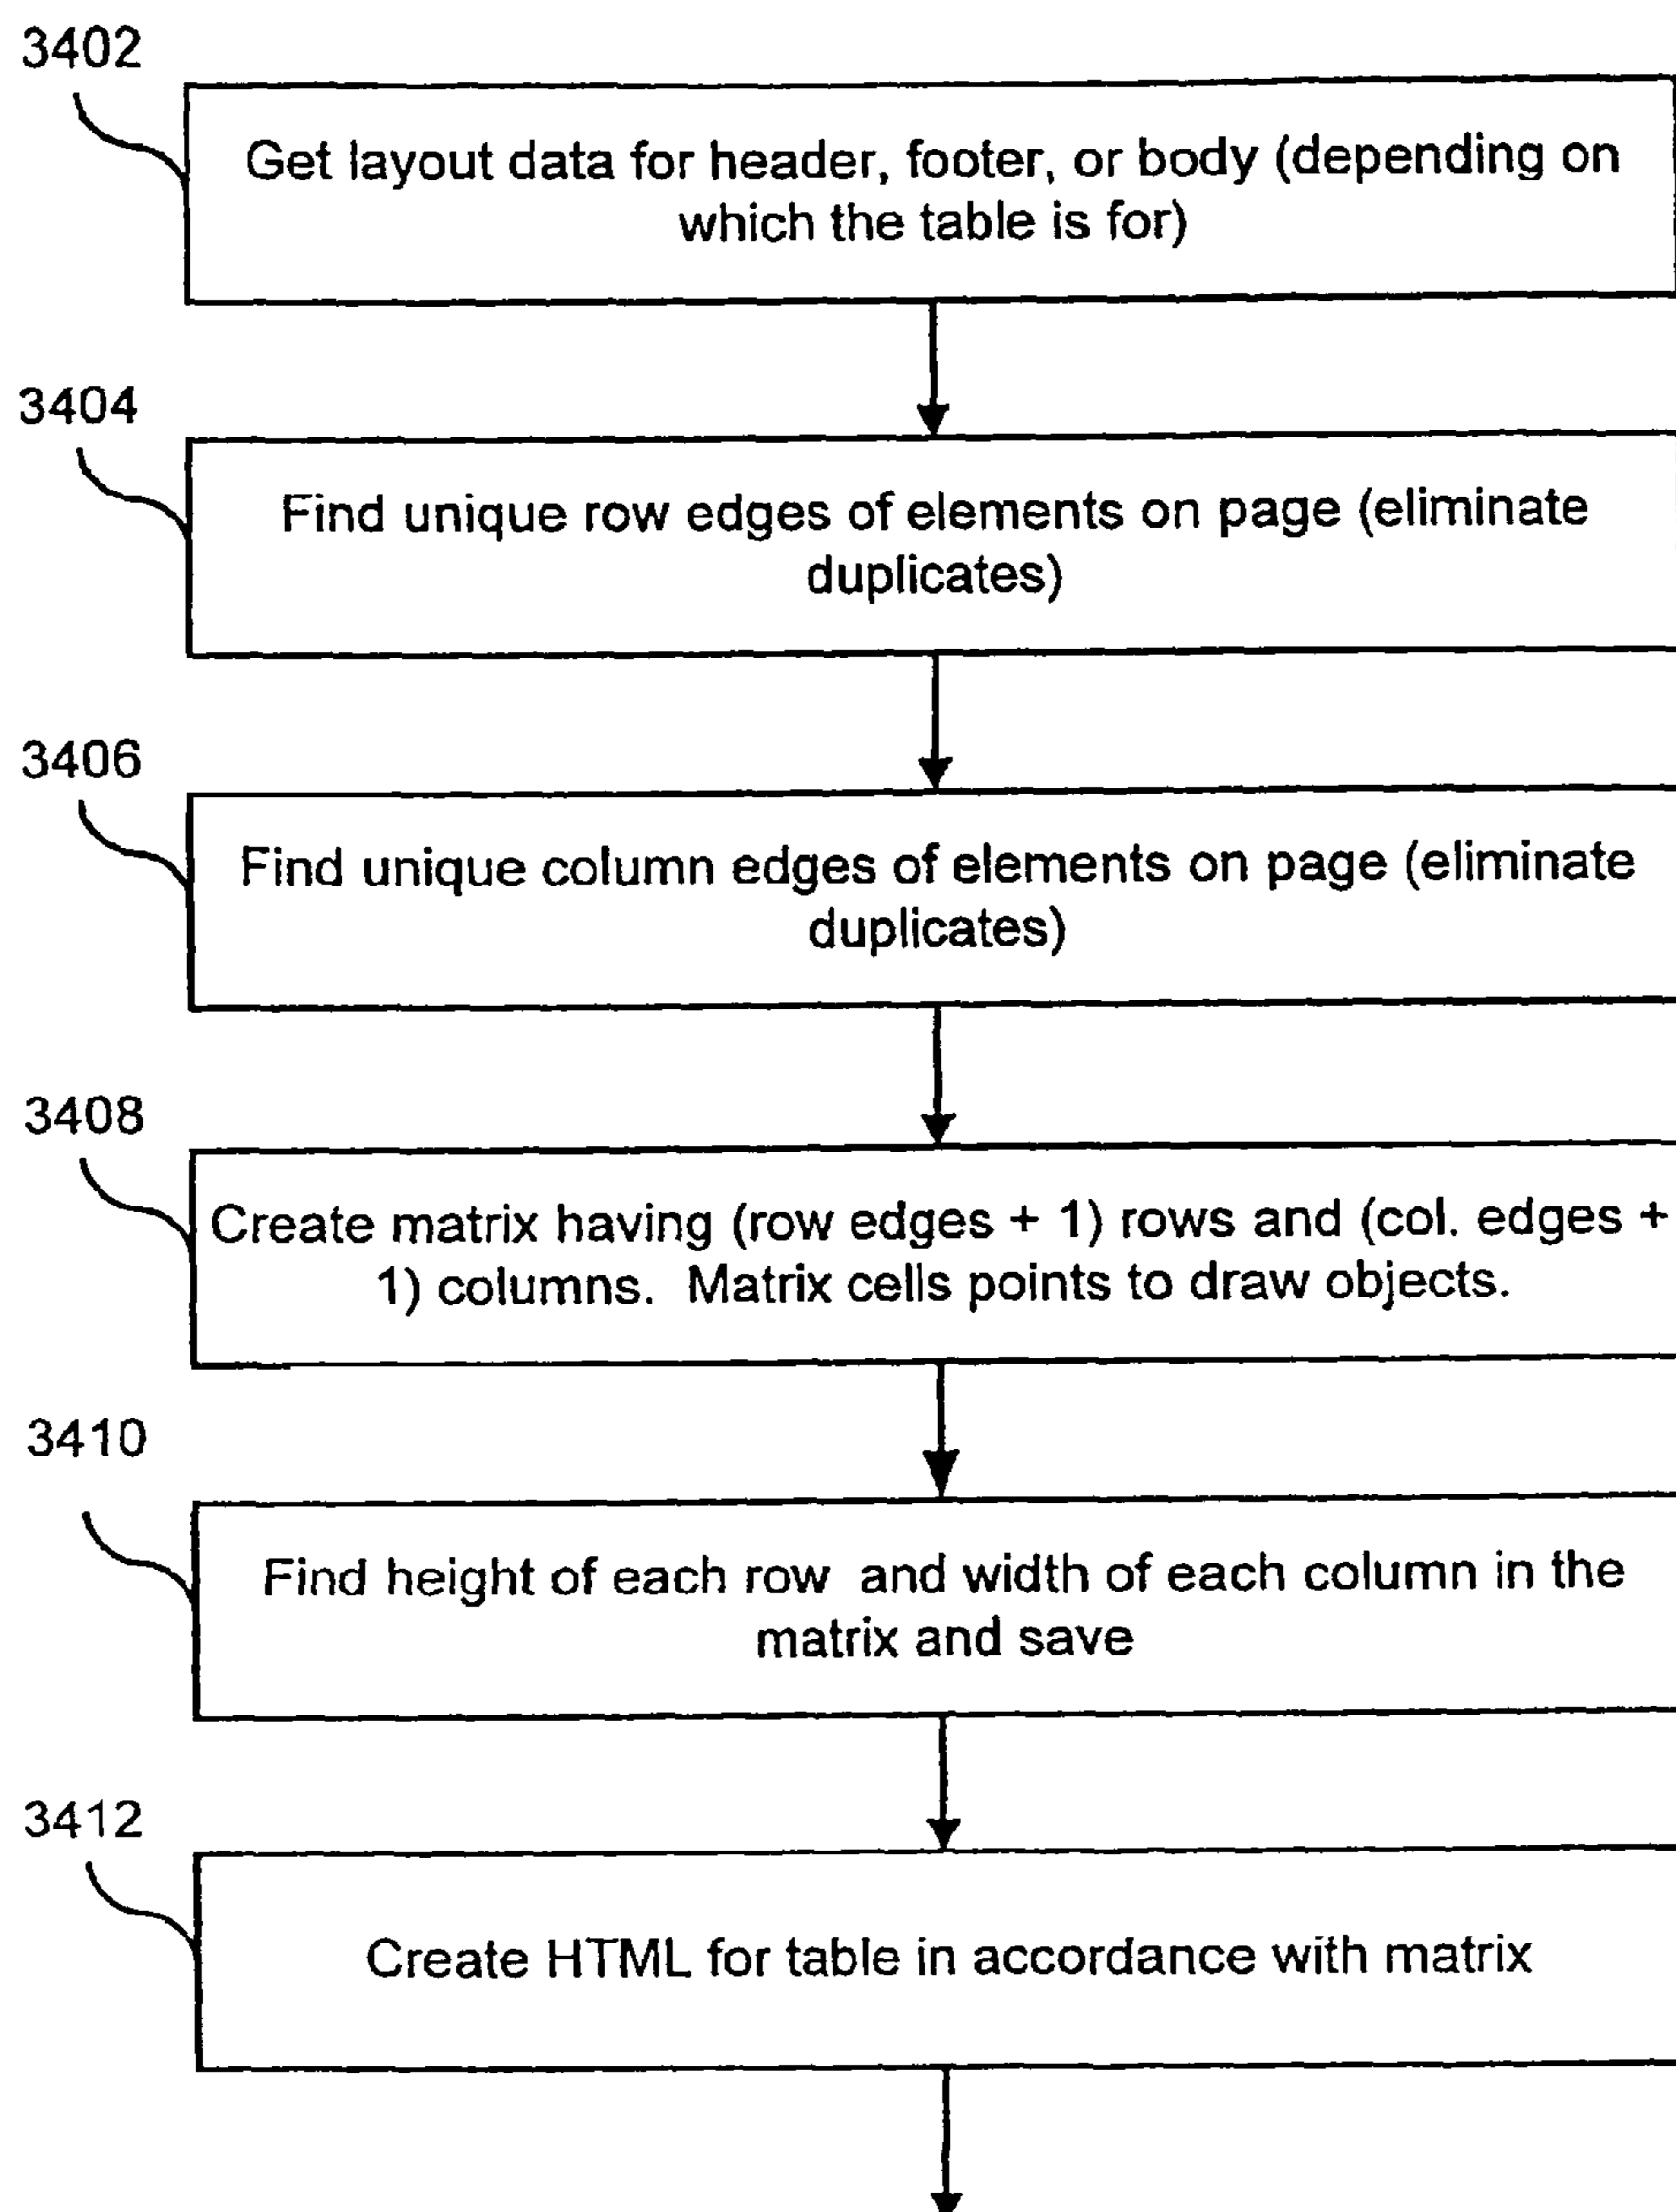 3402
Get layout data for header, footer, or body (depending on
which the table is for)
3404
Find unique row edges of elements on page (eliminate
duplicates)
3406
Find unique column edges of elements on page (eliminate
duplicates)
3408
Create matrix having (row edges + 1) rows and (col. edges +
1) columns. Matrix cells points to draw objects.
3410
Find height of each row and width of each column in the
matrix and save
3412
Create HTML for table in accordance with matrix